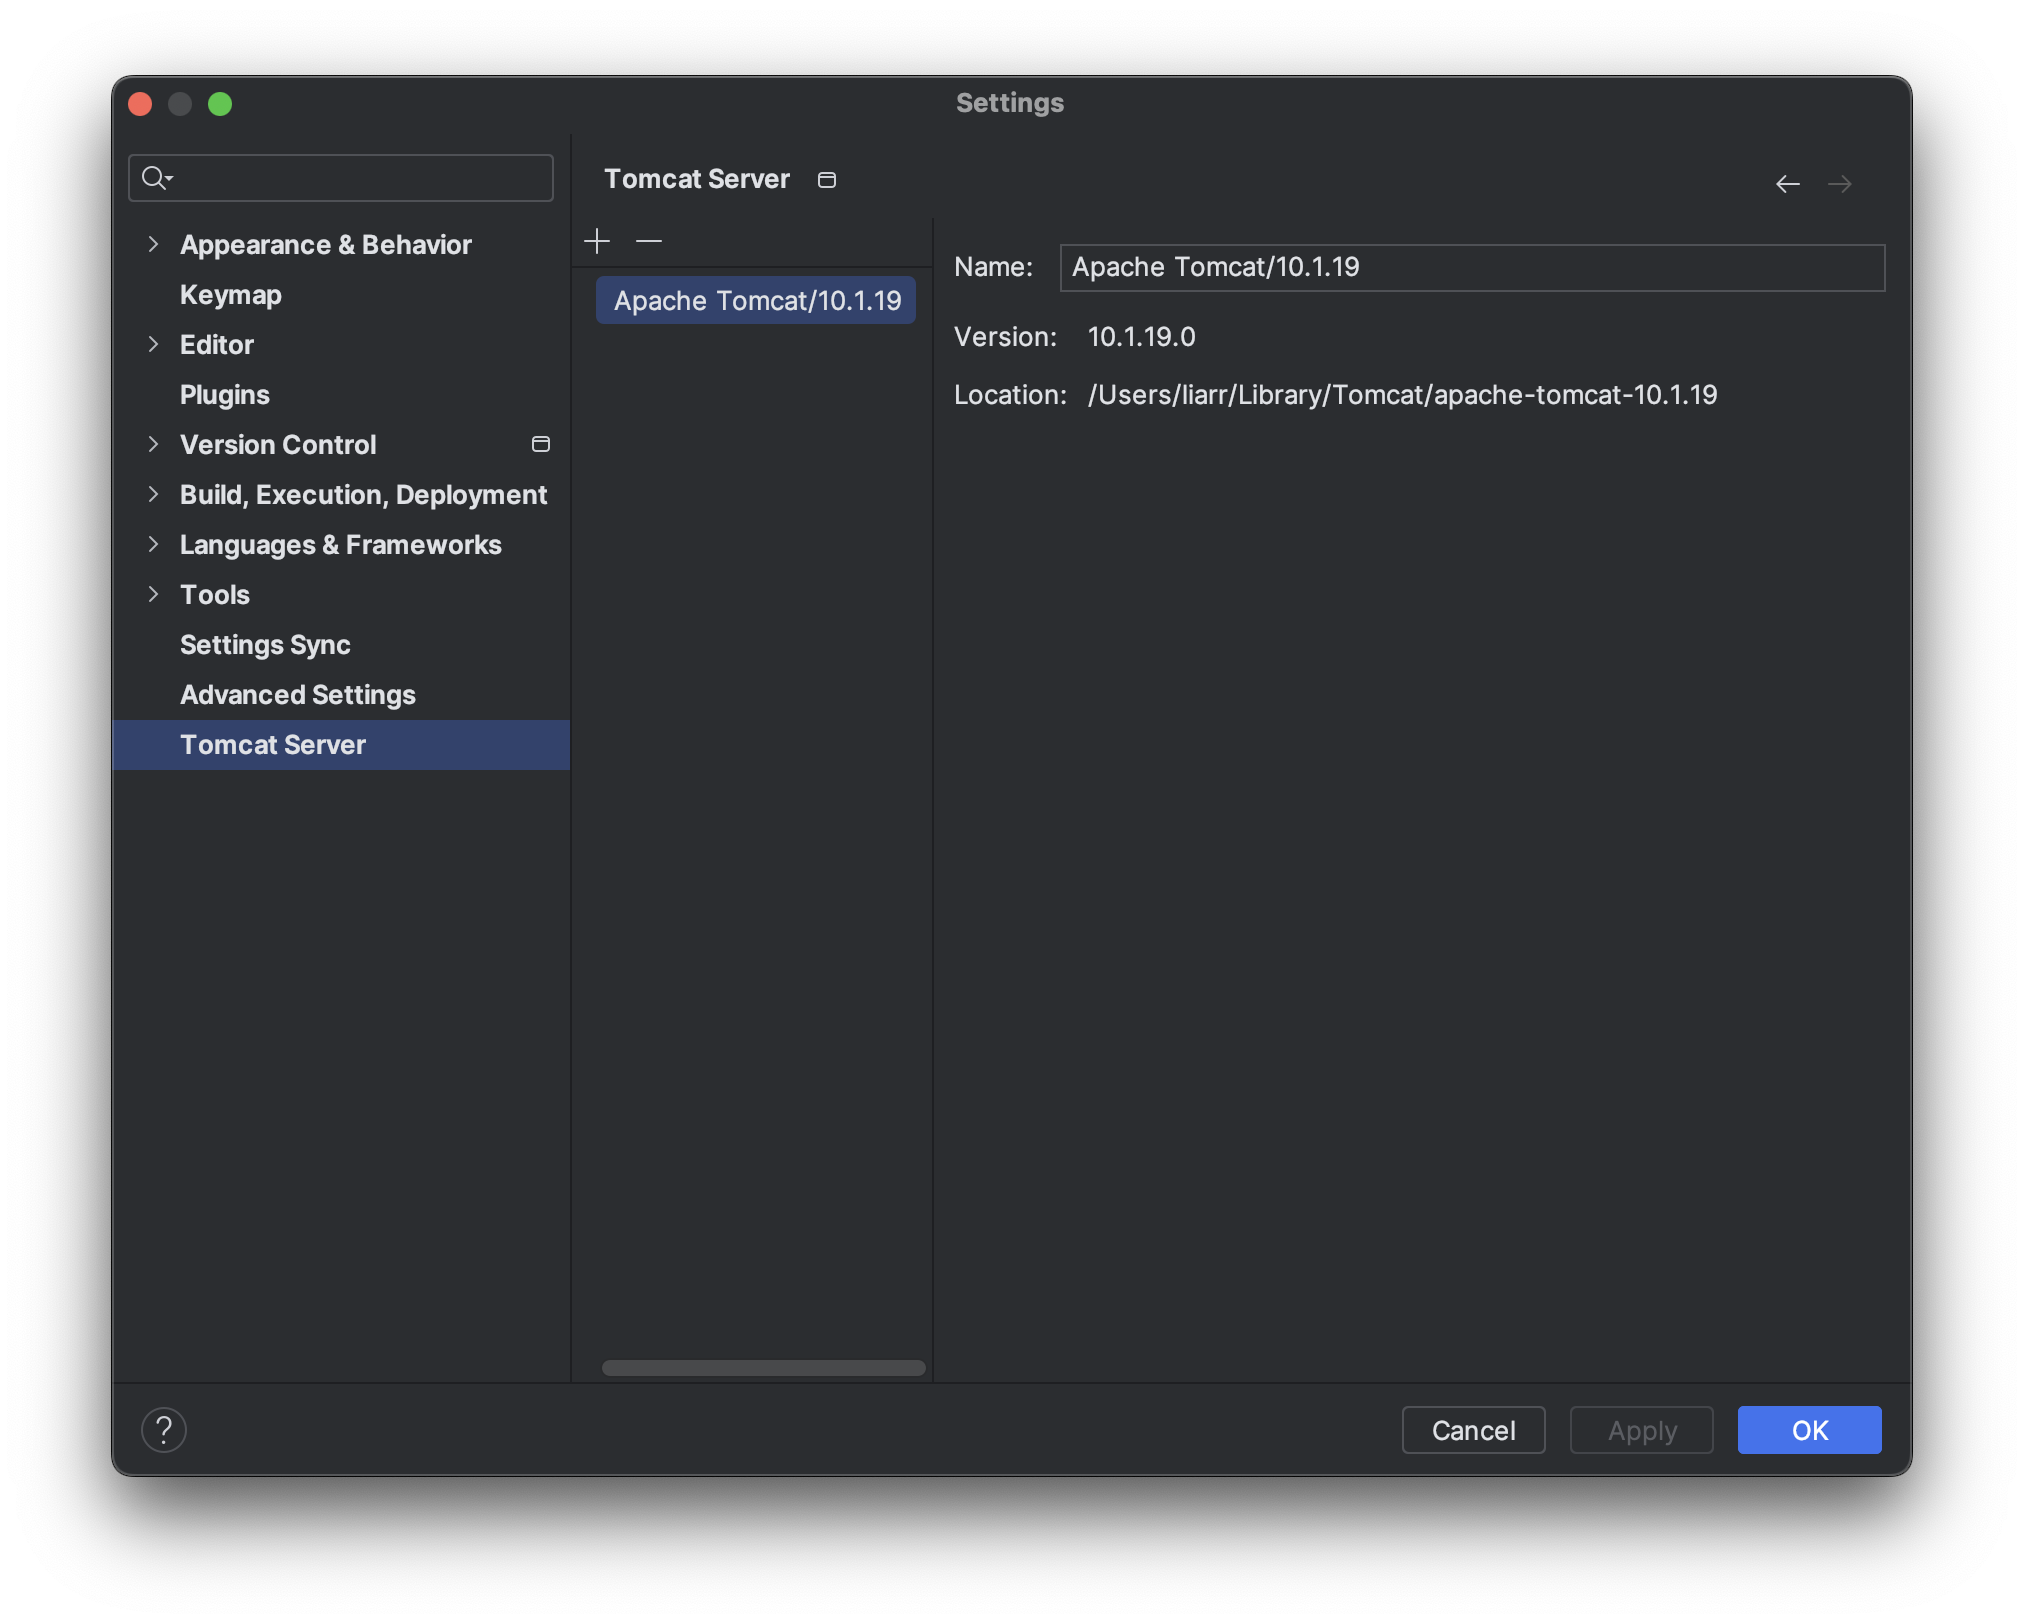 Settings
Appearance & Behavior
Keymap
Editor
Plugins
Version Control
Build, Execution, Deployment
Languages & Frameworks
Tools
Settings Sync
Advanced Settings
Tomcat Server
Tomcat Server
Apache Tomcat/10.1.19
Name: Apache Tomcat/10.1.19
Version: 10.1.19.0
Location: /Users/liarr/Library/Tomcat/apache-tomcat-10.1.19
?
Cancel Apply OK